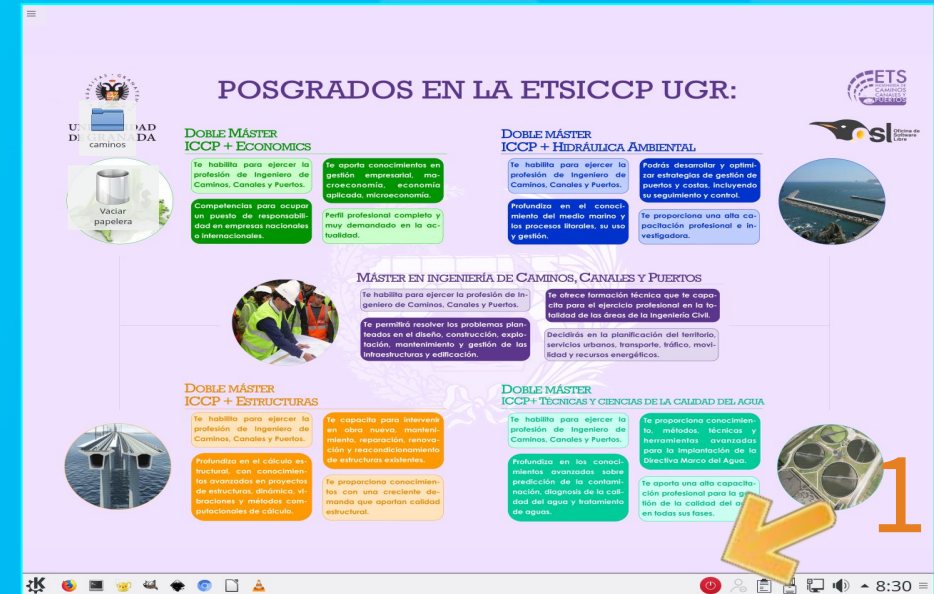 POSGRADOS EN LA ETSICCP UGR:
ETS
INGENIERÍA DE
CAMINOS
CANALES Y
PUERTOS
DE GRANADA
caminos
Oficina de
Software
Libre
osl
DOBLE MÁSTER
ICCP + ECONOMICS
Te habilita para ejercer la
profesión de Ingeniero de
Caminos, Canales y Puertos.
Te aporta conocimientos en
gestión empresarial, ma-
croeconomía, economía
aplicada, microeconomía.
Competencias para ocupar
un puesto de responsabili-
dad en empresas nacionales
o internacionales.
Perfil profesional completo y
muy demandado en la ac-
tualidad.
Vaciar
papelera
DOBLE MÁSTER
ICCP + HIDRÁULICA AMBIENTAL
Te habilita para ejercer la
profesión de Ingeniero de
Caminos, Canales y Puertos.
Podrás desarrollar y optimi-
zar estrategias de gestión de
puertos y costas, incluyendo
su seguimiento y control.
Profundiza en el conoci-
miento del medio marino y
los procesos litorales, su uso
y gestión.
Te proporciona una alta ca-
pacitación profesional e in-
vestigadora.
MÁSTER EN INGENIERÍA DE CAMINOS, CANALES Y PUERTOS
Te habilita para ejercer la profesión de In-
geniero de Caminos, Canales y Puertos.
Te ofrece formación técnica que te capa-
cita para el ejercicio profesional en la to-
talidad de las áreas de la Ingeniería Civil.
Te permitirá resolver los problemas plan-
teados en el diseño, construcción, explo-
tación, mantenimiento y gestión de las
infraestructuras y edificación.
Decidirás en la planificación del territorio,
servicios urbanos, transporte, tráfico, movi-
lidad y recursos energéticos.
DOBLE MÁSTER
ICCP + ESTRUCTURAS
Te habilita para ejercer la
profesión de Ingeniero de
Caminos, Canales y Puertos.
Te capacita para intervenir
en obra nueva, manteni-
miento, reparación, renova-
ción y reacondicionamiento
de estructuras existentes.
Profundiza en el cálculo es-
tructural, con conocimien-
tos avanzados en proyectos
de estructuras, dinámica, vi-
braciones y métodos com-
putacionales de cálculo.
Te proporciona conocimien-
tos con una creciente de-
manda que aportan calidad
estructural.
DOBLE MÁSTER
ICCP+ TÉCNICAS Y CIENCIAS DE LA CALIDAD DEL AGUA
Te habilita para ejercer la
profesión de Ingeniero de
Caminos, Canales y Puertos.
Te proporciona conocimien-
to, métodos, técnicas y
herramientas avanzadas
para la implantación de la
Directiva Marco del Agua.
Profundiza en los conoci-
mientos avanzados sobre
predicción de la contami-
nación, diagnosis de la cali-
dad del agua y tratamiento
de aguas.
Te aporta una alta capacita-
ción profesional para la
tión de la calidad del
en todas sus fases.
1
8:30